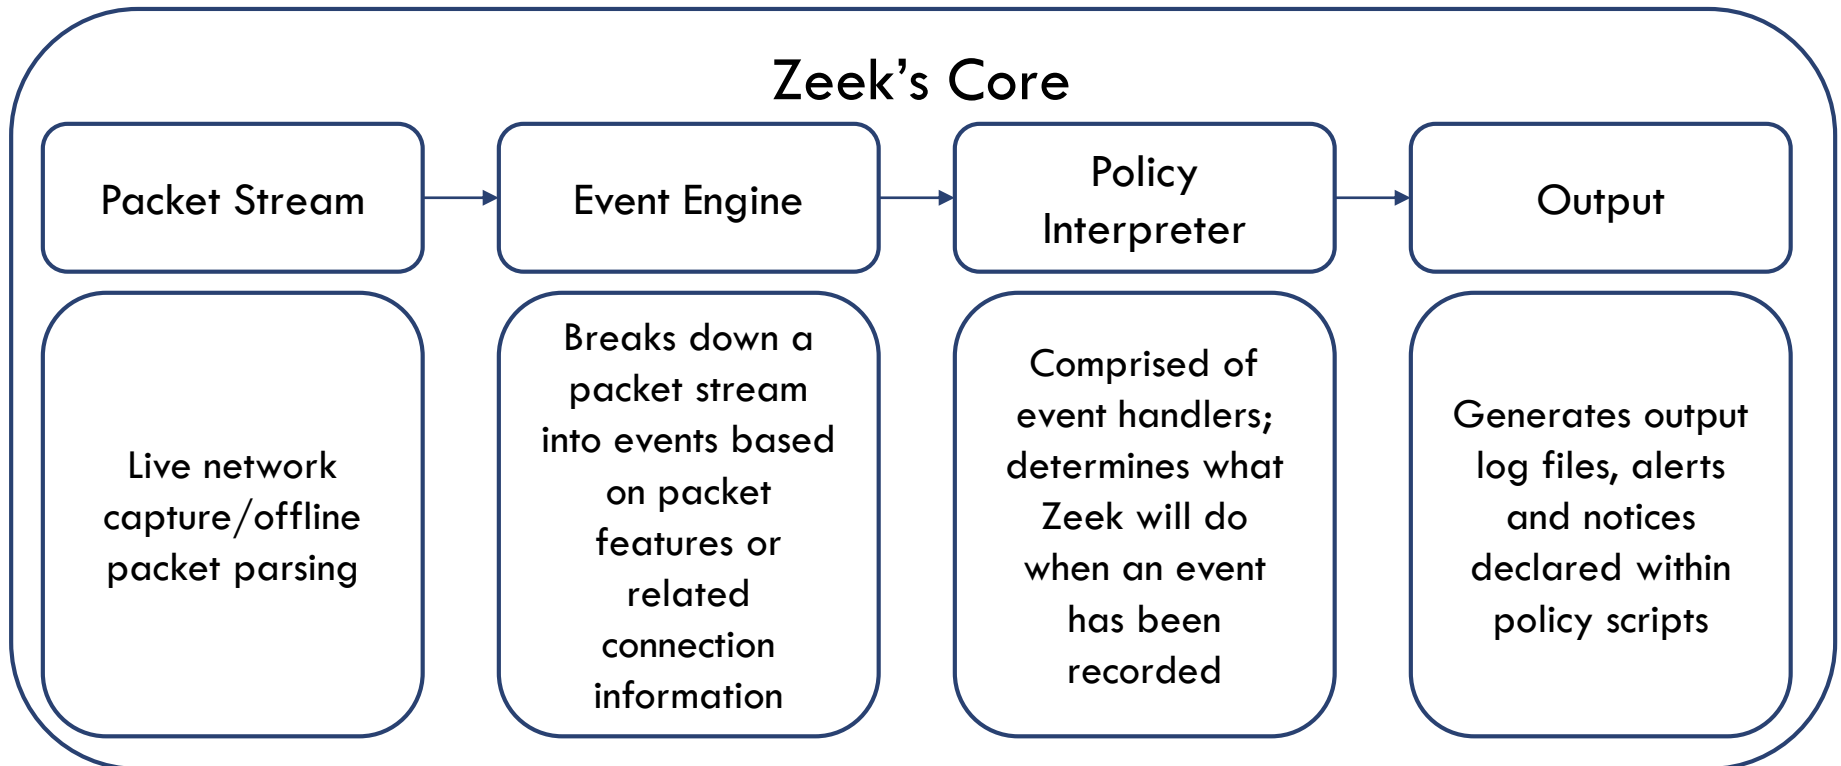 Zeek's Core
Packet Stream
Event Engine
Policy
Interpreter
Output
Live network
capture/offline
packet parsing
Breaks down a
packet stream
into events based
on packet
features or
related
connection
information
Comprised of
event handlers;
determines what
Zeek will do
when an event
has been
recorded
Generates output
log files, alerts
and notices
declared within
policy scripts